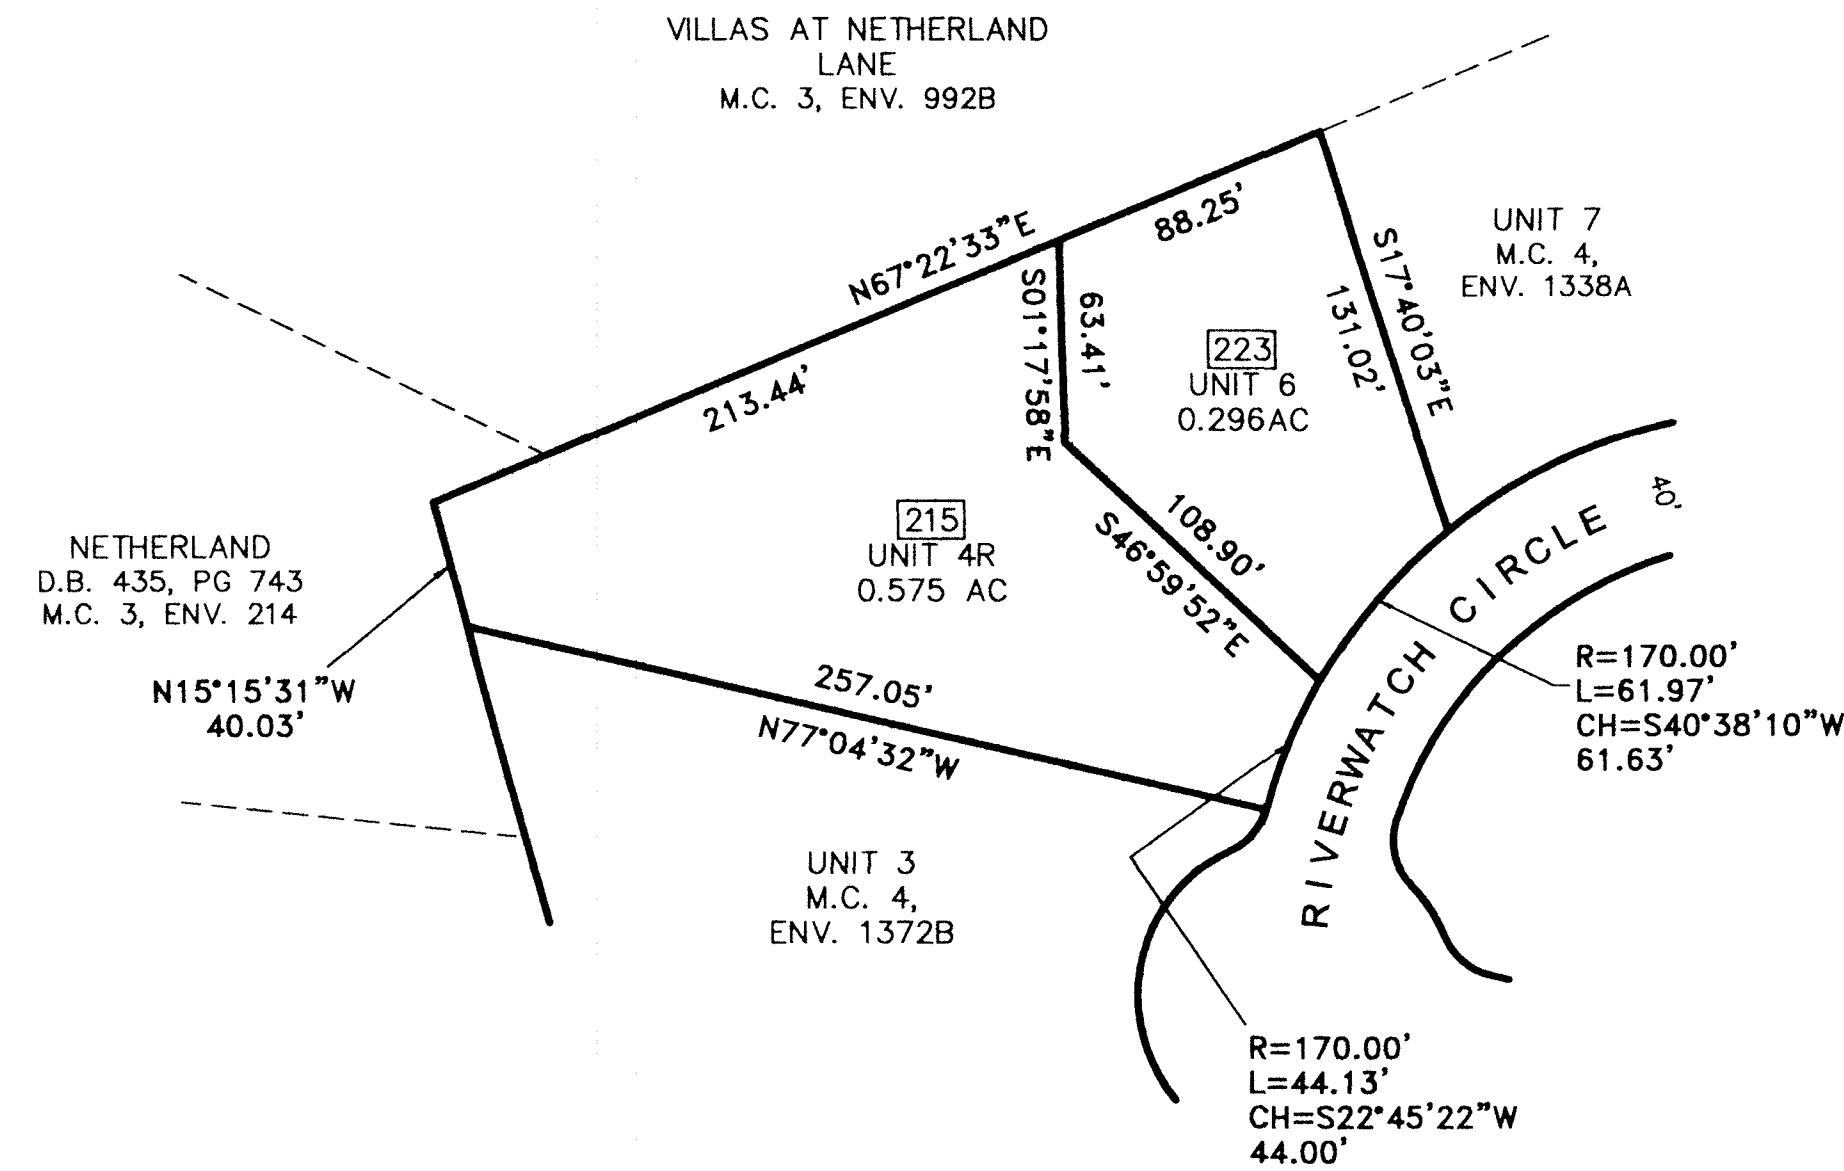 VILLAS AT NETHERLAND
LANE
M.C. 3, ENV. 992B
N67°22'33"E
88.25'
213.44'
S01°17'58"E
63.41'
S17°40'03"E
131.02'
UNIT 7
M.C. 4,
ENV. 1338A
223
UNIT 6
0.296AC
215
UNIT 4R
0.575 AC
108.90'
S46°59'52"E
40'
RIVERWATCH CIRCLE
NETHERLAND
D.B. 435, PG 743
M.C. 3, ENV. 214
N15°15'31"W
40.03'
257.05'
N77°04'32"W
R=170.00'
L=61.97'
CH=S40°38'10"W
61.63'
UNIT 3
M.C. 4,
ENV. 1372B
R=170.00'
L=44.13'
CH=S22°45'22"W
44.00'